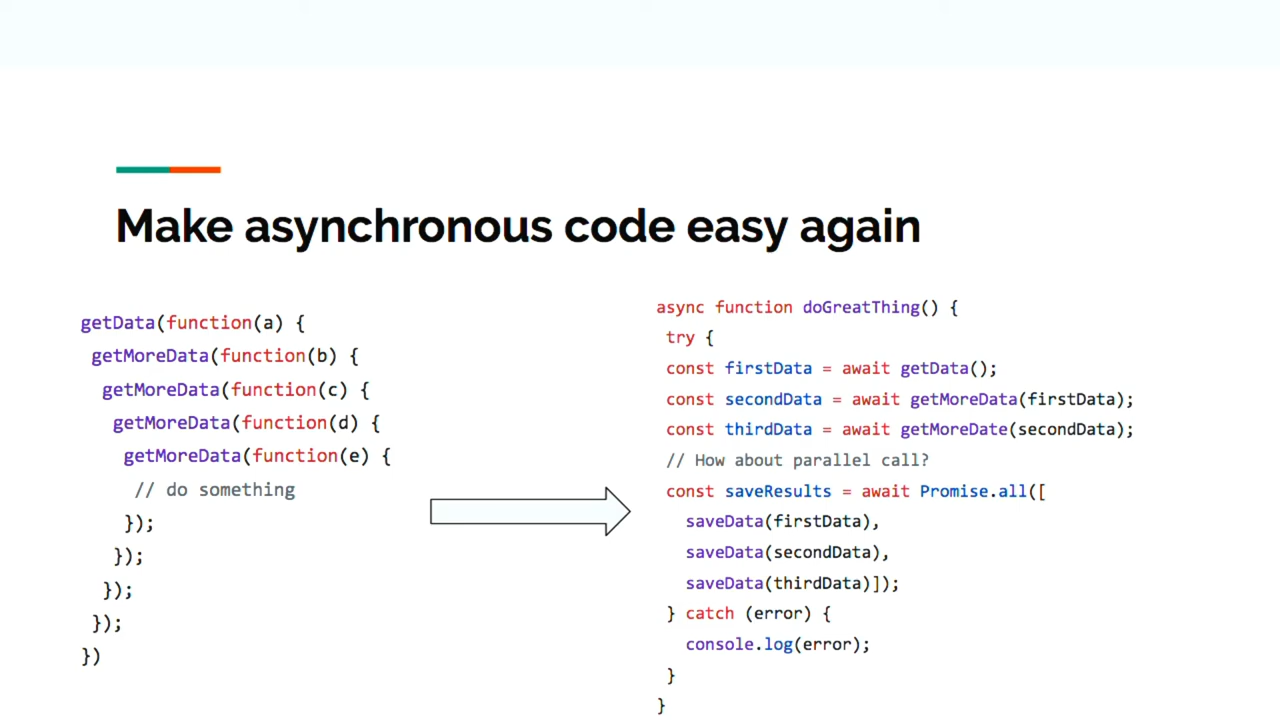 Make asynchronous code easy again
getData(function(a) {
getMoreData(function(b) {
getMoreData(function(c) {
getMoreData(function(d) {
getMoreData(function(e) {
// do something
});
});
});
});
})
async function doGreatThing() {
try {
const firstData = await getData();
const secondData = await getMoreData(firstData);
const thirdData = await getMoreDate(secondData);
// How about parallel call?
const saveResults = await Promise.all([
saveData(firstData),
saveData(secondData),
saveData(thirdData)]);
} catch (error) {
console.log(error);
}
}